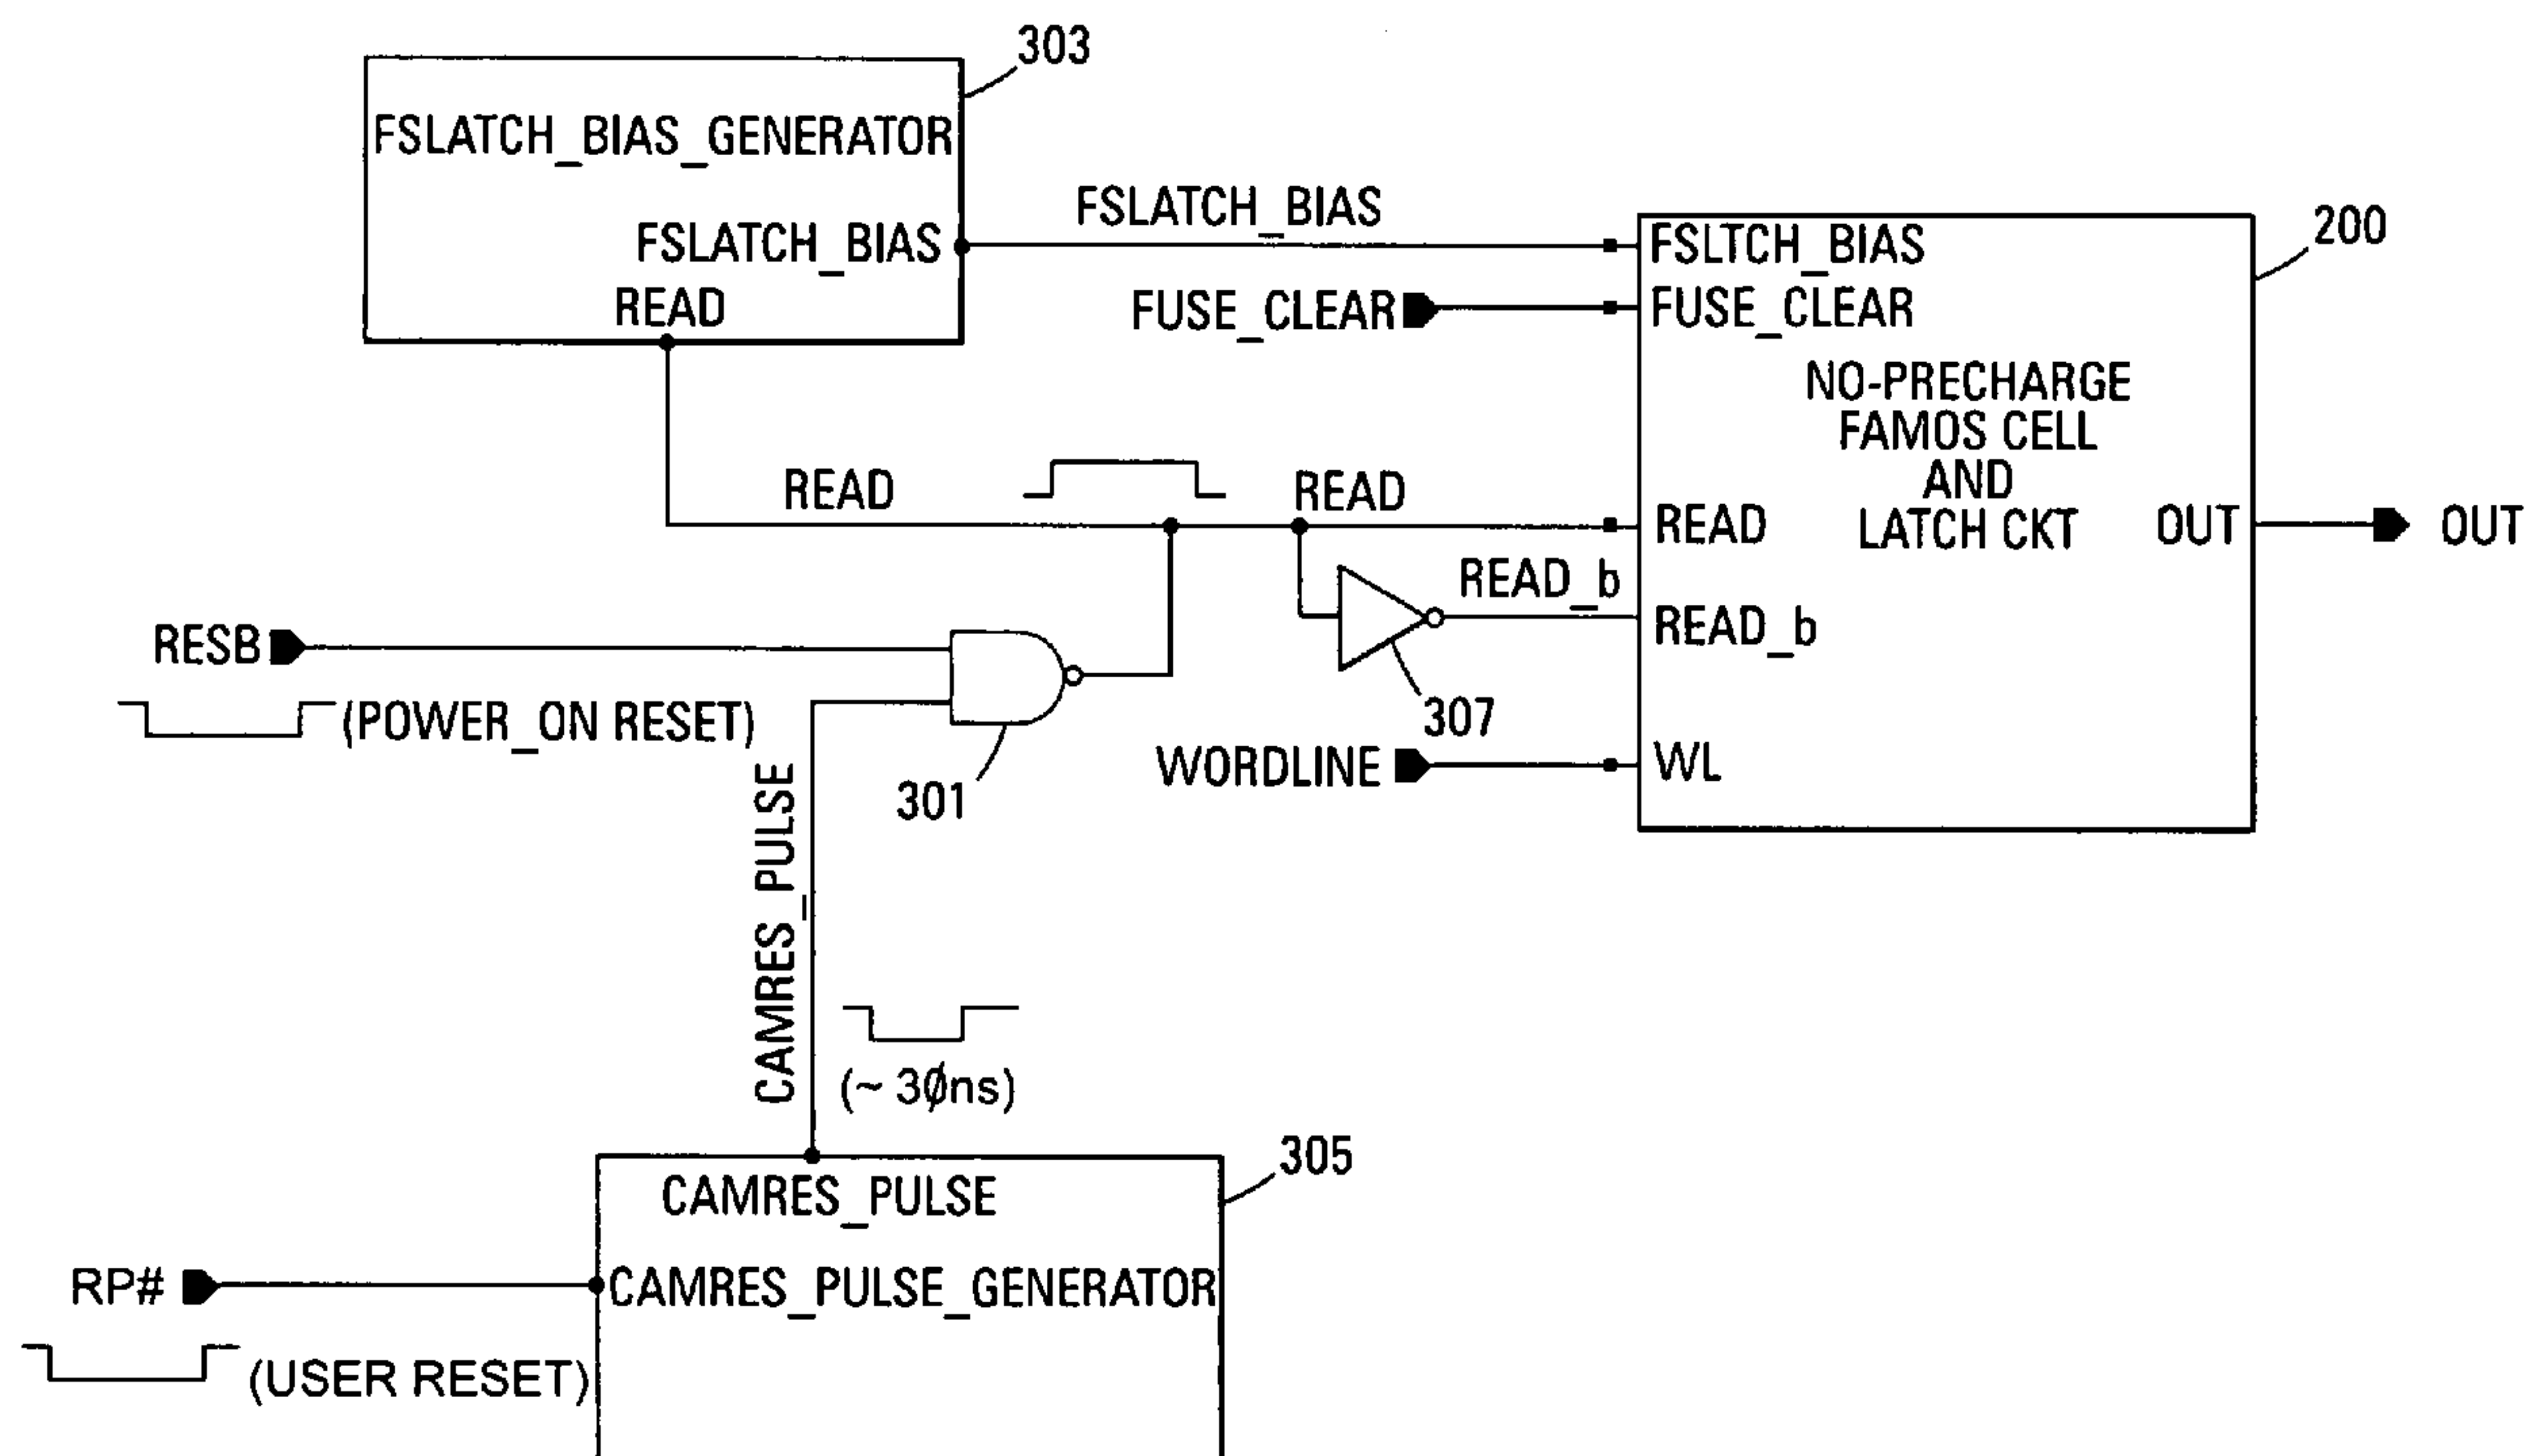 303
FSLATCH_BIAS_GENERATOR
FSLATCH_BIAS
READ
FSLATCH_BIAS
FUSE_CLEAR
200
FSLTCH_BIAS
FUSE_CLEAR
NO-PRECHARGE
FAMOS CELL
AND
LATCH CKT
READ
READ_b
WL
OUT
OUT
READ
READ
READ_b
307
RESB
(POWER_ON RESET)
301
WORDLINE
CAMRES_PULSE
(~ 30ns)
305
CAMRES_PULSE
CAMRES_PULSE_GENERATOR
RP#
(USER RESET)